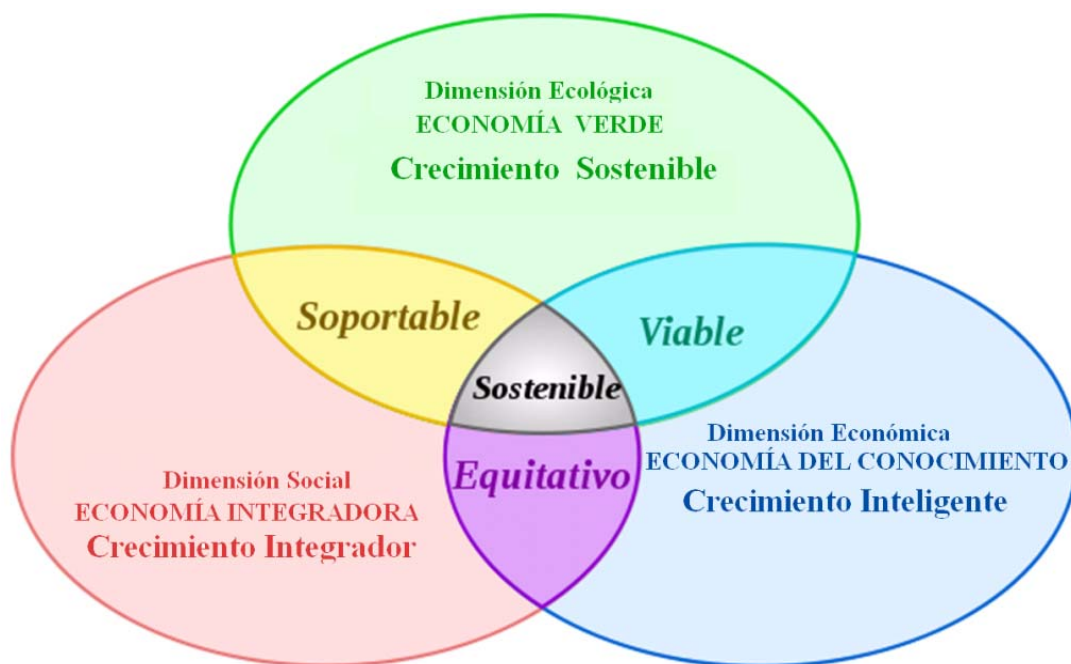 Dimensión Ecológica
ECONOMÍA VERDE
Crecimiento Sostenible
Soportable
Viable
Sostenible
Equitativo
Dimensión Social
ECONOMÍA INTEGRADORA
Crecimiento Integrador
Dimensión Económica
ECONOMÍA DEL CONOCIMIENTO
Crecimiento Inteligente